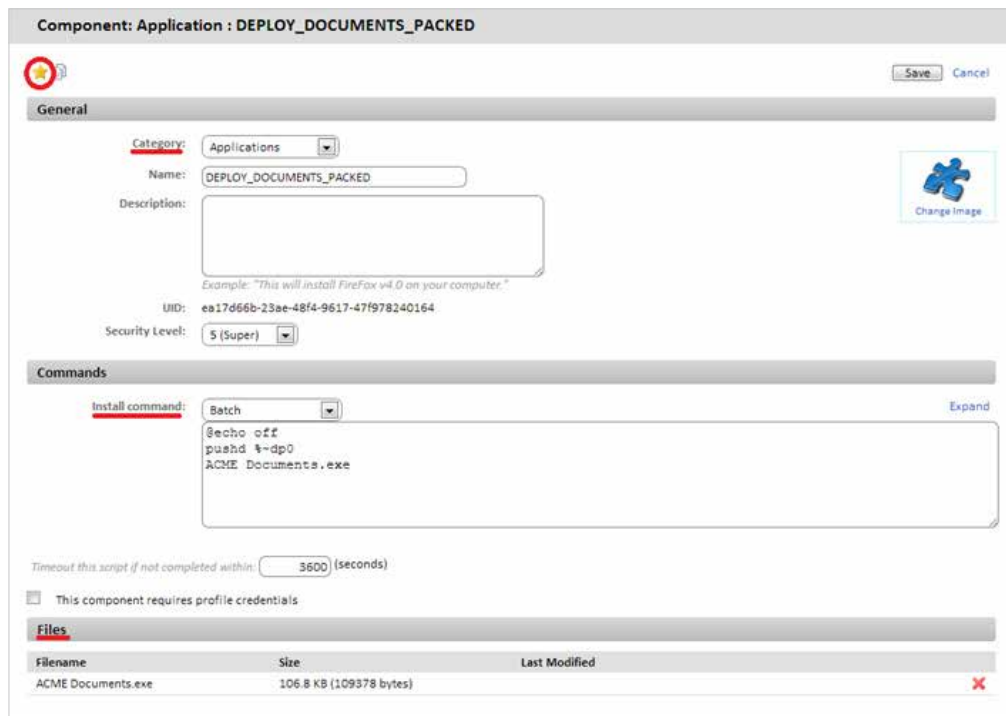 Component: Application : DEPLOY_DOCUMENTS_PACKED
Save Cancel
General
Category: Applications
Name: DEPLOY_DOCUMENTS_PACKED
Change Image
Description:
Example: "This will install FireFox v4.0 on your computer."
UID: ea17d66b-23ae-48f4-9617-47f978240164
Security Level: 5 (Super)
Commands
Install command: Batch Expand
@echo off
pushd %~dp0
ACME Documents.exe
Timeout this script if not completed within: 3600 (seconds)
This component requires profile credentials
Files
Filename Size Last Modified
ACME Documents.exe 106.8 KB (109378 bytes)